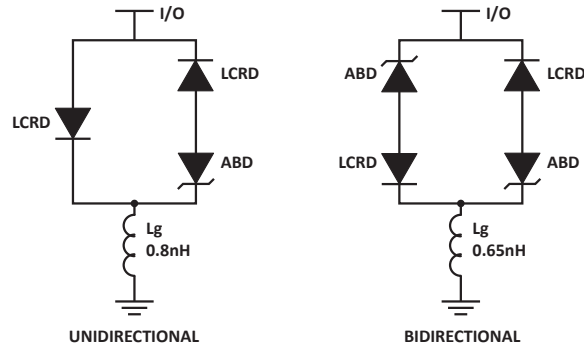 I/O
LCRD
LCRD
ABD
Lg
0.8nH
UNIDIRECTIONAL
I/O
ABD
LCRD
LCRD
ABD
Lg
0.65nH
BIDIRECTIONAL